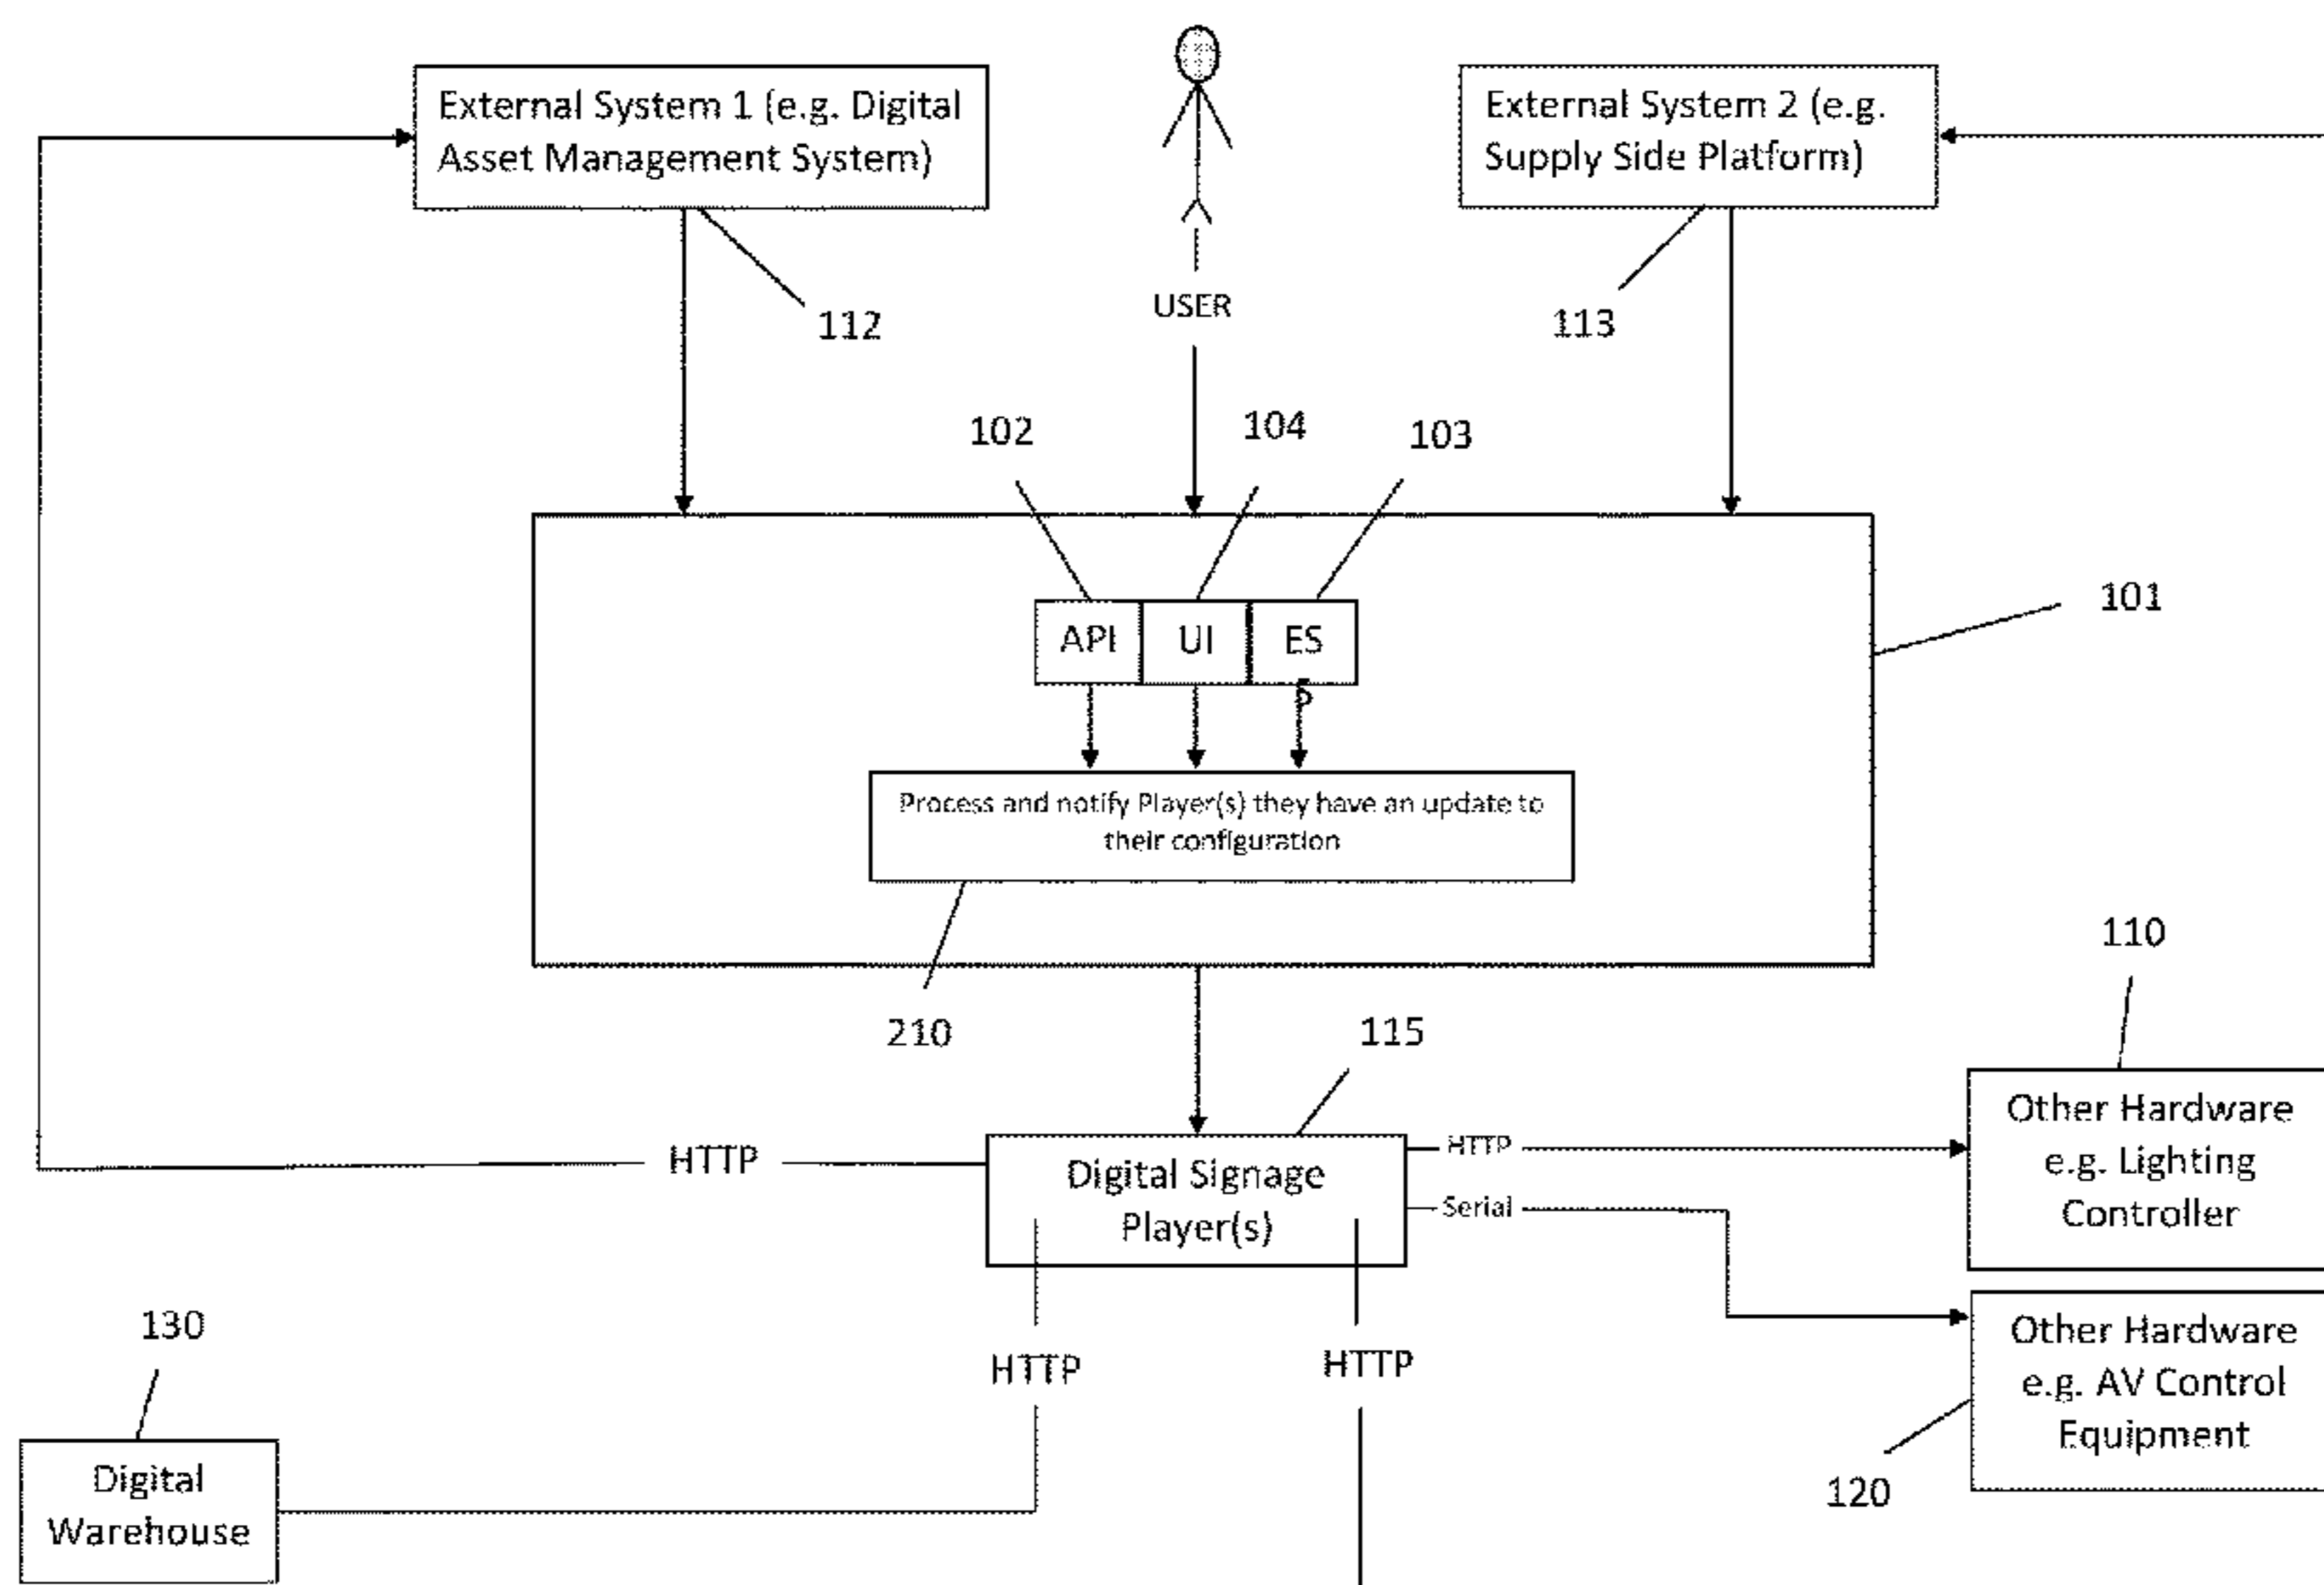 External System 1 (e.g. Digital
Asset Management System)
External System 2 (e.g.
Supply Side Platform)
USER
112
113
102
104
103
101
API
UI
ES
P
Process and notify Player(s) they have an update to
their configuration
110
210
115
Other Hardware
e.g. Lighting
Controller
HTTP
Digital Signage
Player(s)
HTTP
Serial
130
HTTP
HTTP
Other Hardware
e.g. AV Control
Equipment
120
Digital
Warehouse